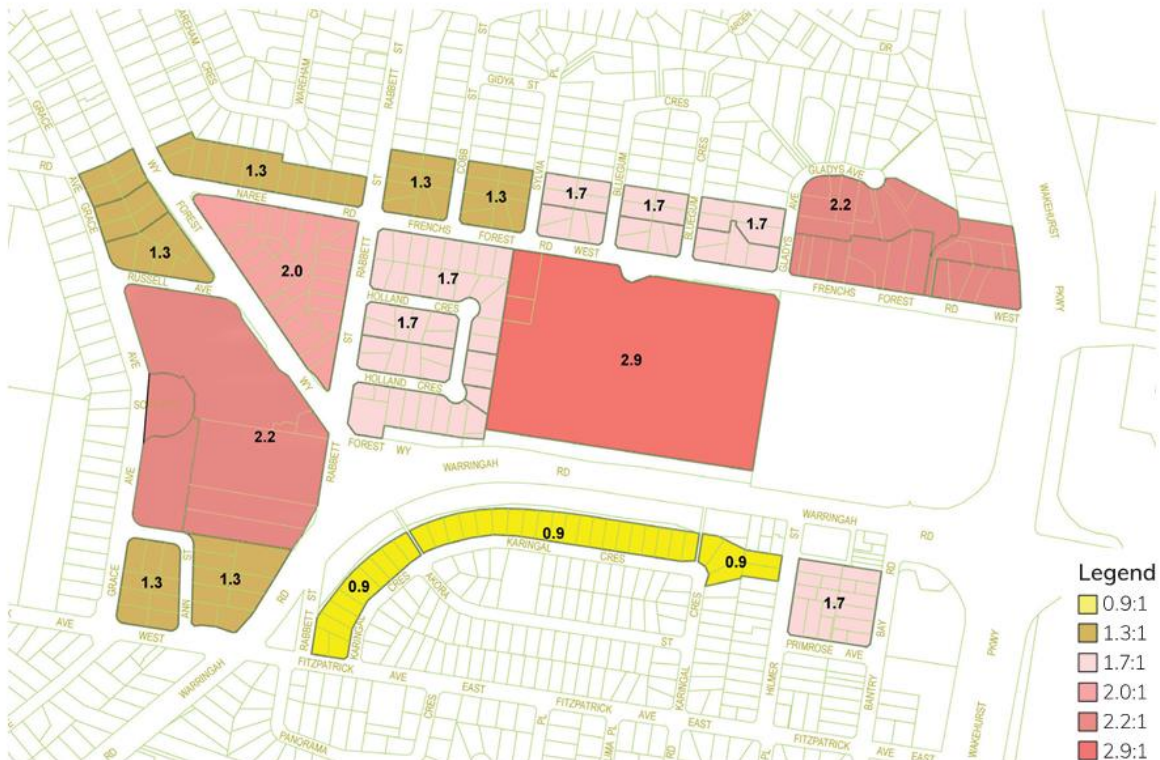 ARDEN
DR
WAREHAM
CRES
GRACE
RD
AVE
GRACE
WY
FOREST
NAREE
RD
RABBETT
ST
ST
COBB
ST
GIDYA ST
PL
SYLVIA
CRES
BLUEGUM
CRES
BLUEGUM
GLADYS AVE
AVE
GLADYS
WAKEHURST
PKWY
1.3
1.3
1.3
1.3
1.7
1.7
1.7
2.2
FRENCHS
FOREST
RD
WEST
FRENCHS
FOREST
RD
WEST
RUSSELL
AVE
2.0
RABBETT
ST
1.7
HOLLAND
CRES
1.7
HOLLAND CRES
2.9
AVE
SO
AVE
2.2
WY
RABBETT
FOREST
WY
WARRINGAH
RD
WARRINGAH
RD
ST
RD
0.9
KARINGAL
CRES
0.9
0.9
CRES
AKORA
KARINGAL
1.3
1.3
GRACE
ST
ANN
RD
ST
RABBETT
AVE
WEST
WARRINGAH
RD
FITZPATRICK
AVE
EAST
FITZPATRICK
AVE
EAST
FITZPATRICK
AVE
EAST
CRES
ST
CRES
KARINGAL
HILMER
1.7
PRIMROSE AVE
BAY
BANTRY
PKWY
WAKEHURST
PANORAMA
PL
PL
RD
PL
Legend
0.9:1
1.3:1
1.7:1
2.0:1
2.2:1
2.9:1